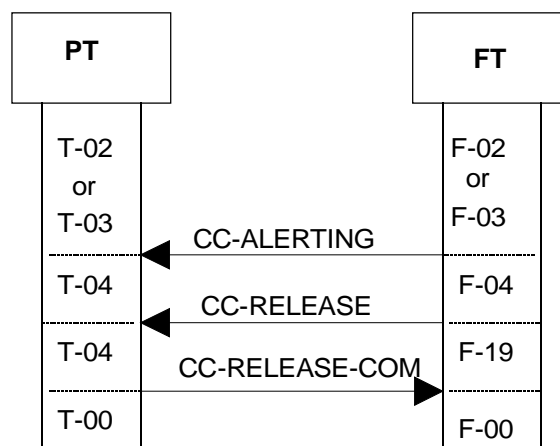 PT
FT
T-02
or
T-03
F-02
or
F-03
CC-ALERTING
T-04
F-04
CC-RELEASE
T-04
F-19
CC-RELEASE-COM
T-00
F-00